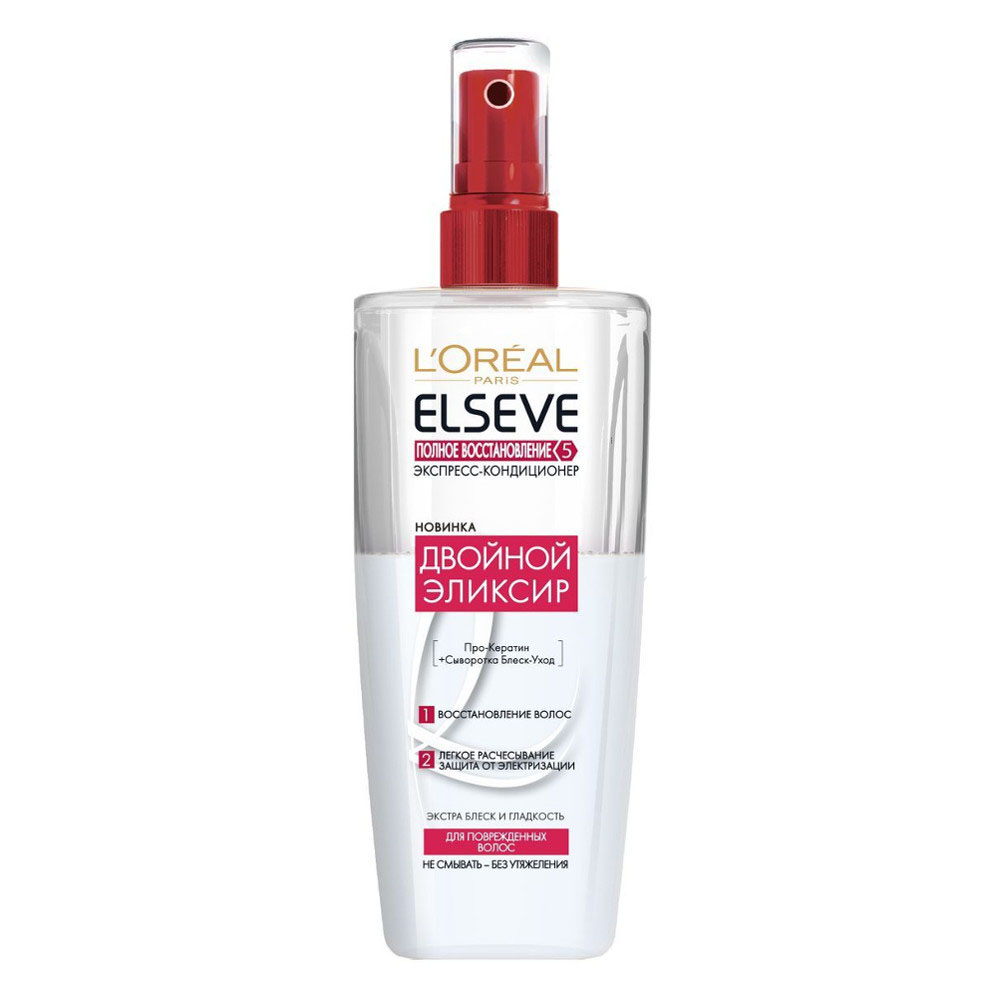 L'ORÉAL
PARIS
ELSEVE
ПОЛНОЕ ВОССТАНОВЛЕНИЕ 5
ЭКСПРЕСС-КОНДИЦИОНЕР
НОВИНКА
ДВОЙНОЙ
ЭЛИКСИР
Про-Кератин
+Сыворотка Блеск-Уход
1 ВОССТАНОВЛЕНИЕ ВОЛОС
2 ЛЕГКОЕ РАСЧЕСЫВАНИЕ
ЗАЩИТА ОТ ЭЛЕКТРИЗАЦИИ
ЭКСТРА БЛЕСК И ГЛАДКОСТЬ
ДЛЯ ПОВРЕЖДЕННЫХ
ВОЛОС
НЕ СМЫВАТЬ – БЕЗ УТЯЖЕЛЕНИЯ